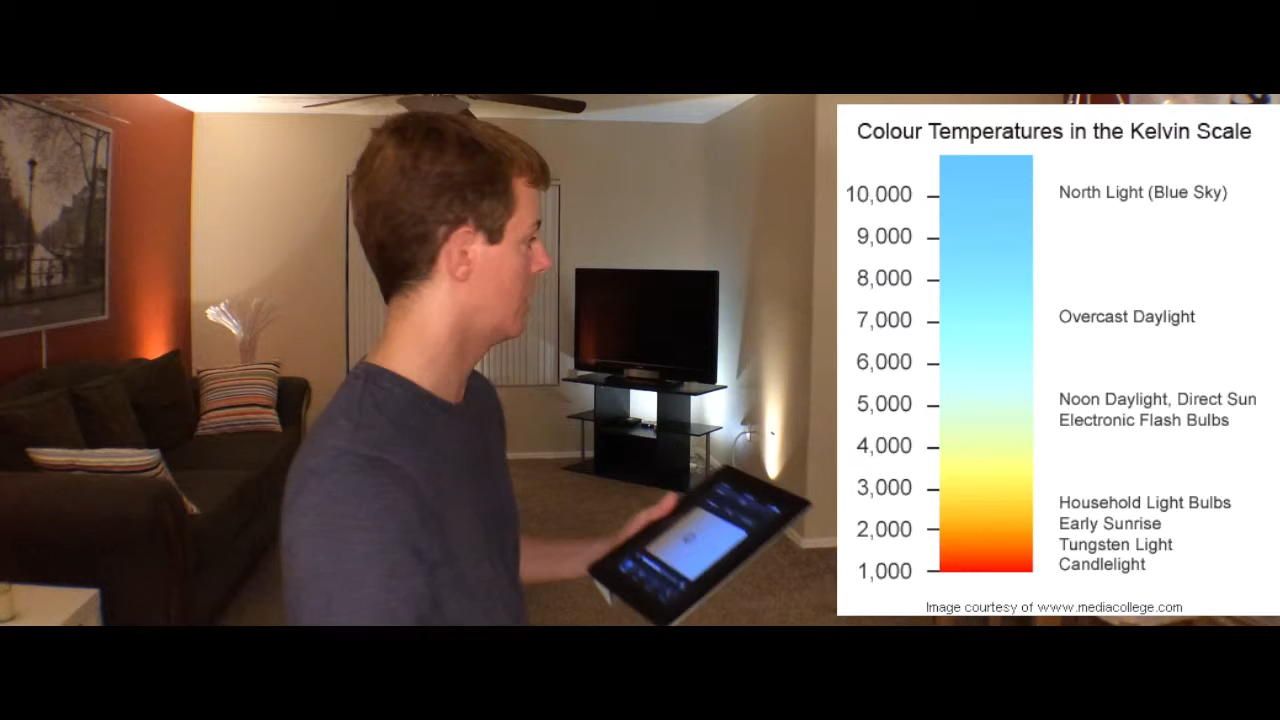 Colour Temperatures in the Kelvin Scale
10,000 North Light (Blue Sky)
9,000
8,000
7,000 Overcast Daylight
6,000
5,000 Noon Daylight, Direct Sun
Electronic Flash Bulbs
4,000
3,000
Household Light Bulbs
2,000 Early Sunrise
Tungsten Light
1,000 Candlelight
Image courtesy of www.mediacollege.com